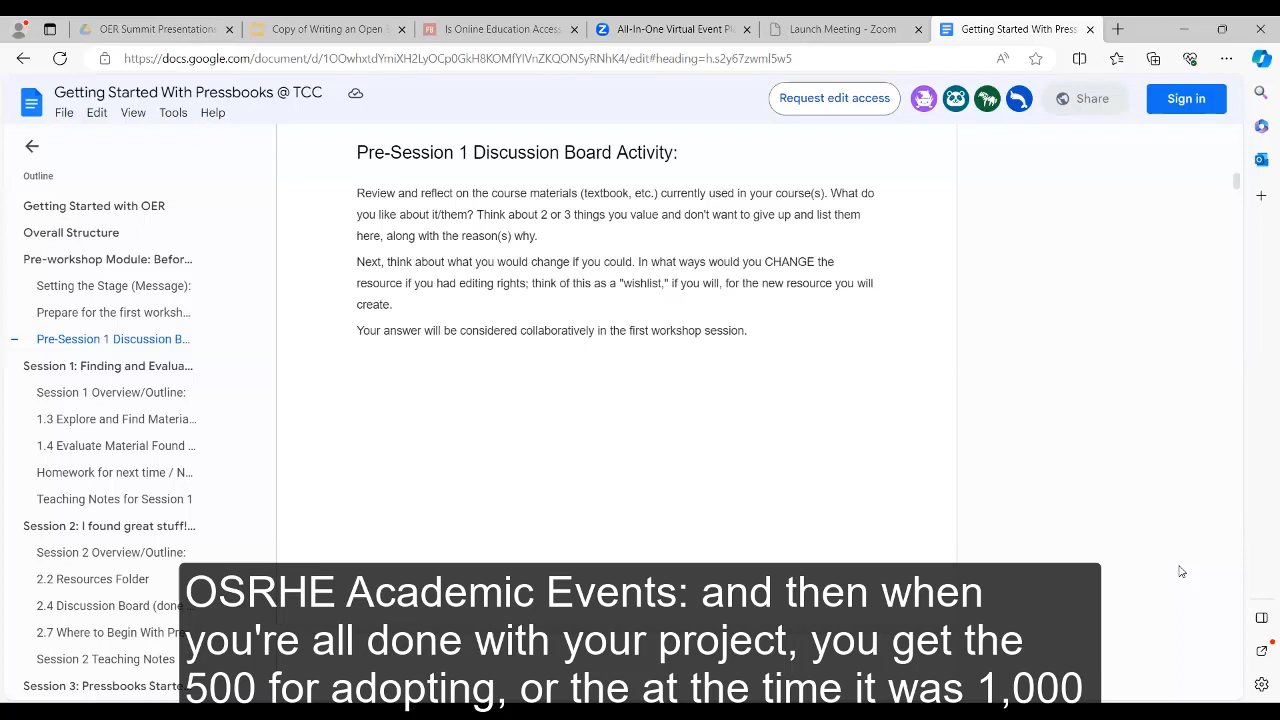 OER Summit Presentations
Copy of Writing an Open E
Is Online Education Access
All-In-One Virtual Event Pl
Launch Meeting - Zoom
Getting Started With Press
https://docs.google.com/document/d/1OOwhxtdYmiXH2LyOCp0GkH8KOMfYIVnZKQONSyRNhK4/edit#heading=h.s2y67zwml5w5
Getting Started With Pressbooks @ TCC
File Edit View Tools Help
Request edit access
Share
Sign in
Outline
Getting Started with OER
Overall Structure
Pre-workshop Module: Befor...
Setting the Stage (Message):
Prepare for the first worksh...
Pre-Session 1 Discussion B...
Session 1: Finding and Evalua...
Session 1 Overview/Outline:
1.3 Explore and Find Materia...
1.4 Evaluate Material Found ...
Homework for next time / N...
Teaching Notes for Session 1
Session 2: I found great stuff!...
Session 2 Overview/Outline:
2.2 Resources Folder
2.4 Discussion Board (done
2.7 Where to Begin With Pre
Session 2 Teaching Notes
Session 3: Pressbooks Starte
Pre-Session 1 Discussion Board Activity:
Review and reflect on the course materials (textbook, etc.) currently used in your course(s). What do
you like about it/them? Think about 2 or 3 things you value and don't want to give up and list them
here, along with the reason(s) why.
Next, think about what you would change if you could. In what ways would you CHANGE the
resource if you had editing rights; think of this as a "wishlist," if you will, for the new resource you will
create.
Your answer will be considered collaboratively in the first workshop session.
OSRHE Academic Events: and then when
you're all done with your project, you get the
500 for adopting, or the at the time it was 1,000